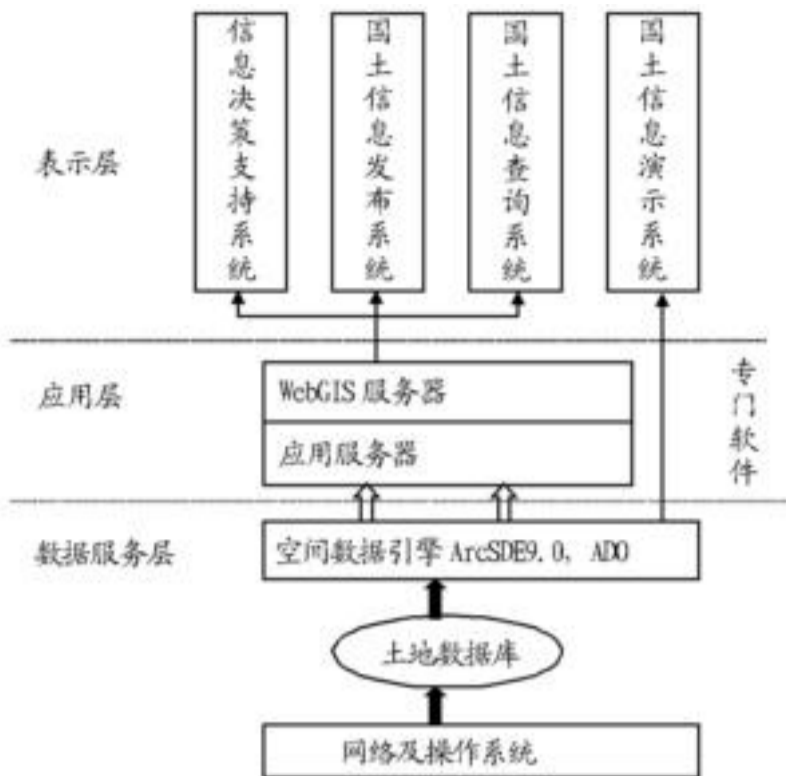 信息决策支持系统
国土信息发布系统
国土信息查询系统
国土信息演示系统
表示层
应用层
WebGIS 服务器
应用服务器
专门软件
数据服务层
空间数据引擎 ArcSDE9.0, ADO
土地数据库
网络及操作系统